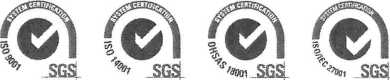 SYSTEM CERTIFICATION
ISO 9001
SGS
SYSTEM CERTIFICATION
ISO 14001
SGS
SYSTEM CERTIFICATION
OHSAS 18001
SGS
SYSTEM CERTIFICATION
ISO/IEC 27001
SGS